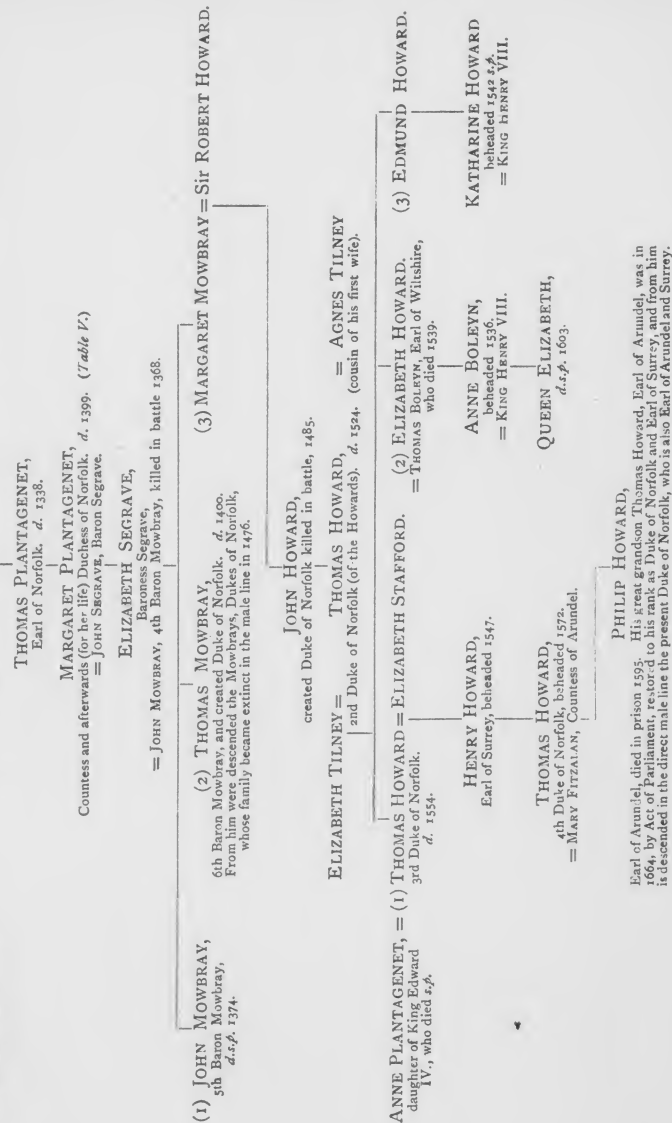 THOMAS PLANTAGENET,
Earl of Norfolk. d. 1338.
MARGARET PLANTAGENET,
Countess and afterwards (for her life) Duchess of Norfolk. d. 1399. (Table V.)
= JOHN SEGRAVE, Baron Segrave.
ELIZABETH SEGRAVE,
Baroness Segrave,
= JOHN MOWBRAY, 4th Baron Mowbray, killed in battle 1368.
(1) JOHN MOWBRAY,
5th Baron Mowbray,
d.s.p. 1374.
(2) THOMAS MOWBRAY,
6th Baron Mowbray, and created Duke of Norfolk. d. 1400.
From him were descended the Mowbrays, Dukes of Norfolk,
whose family became extinct in the male line in 1476.
(3) MARGARET MOWBRAY = Sir ROBERT HOWARD.
JOHN HOWARD,
created Duke of Norfolk killed in battle, 1485.
ELIZABETH TILNEY = THOMAS HOWARD, = AGNES TILNEY
2nd Duke of Norfolk (of the Howards). d. 1524. (cousin of his first wife).
ANNE PLANTAGENET, = (1) THOMAS HOWARD = ELIZABETH STAFFORD.
daughter of King Edward
IV., who died s.p.
3rd Duke of Norfolk.
d. 1554.
(2) ELIZABETH HOWARD.
= THOMAS BOLEYN, Earl of Wiltshire,
who died 1539.
(3) EDMUND HOWARD.
HENRY HOWARD,
Earl of Surrey, beheaded 1547.
ANNE BOLEYN,
beheaded 1536.
= KING HENRY VIII.
KATHARINE HOWARD
beheaded 1542 s.p.
= KING HENRY VIII.
THOMAS HOWARD,
4th Duke of Norfolk, beheaded 1572.
= MARY FITZALAN, Countess of Arundel.
QUEEN ELIZABETH,
d.s.p. 1603.
PHILIP HOWARD,
Earl of Arundel, died in prison 1595. His great grandson Thomas Howard, Earl of Arundel, was in
1664, by Act of Parliament, restored to his rank as Duke of Norfolk and Earl of Surrey, and from him
is descended in the direct male line the present Duke of Norfolk, who is also Earl of Arundel and Surrey.